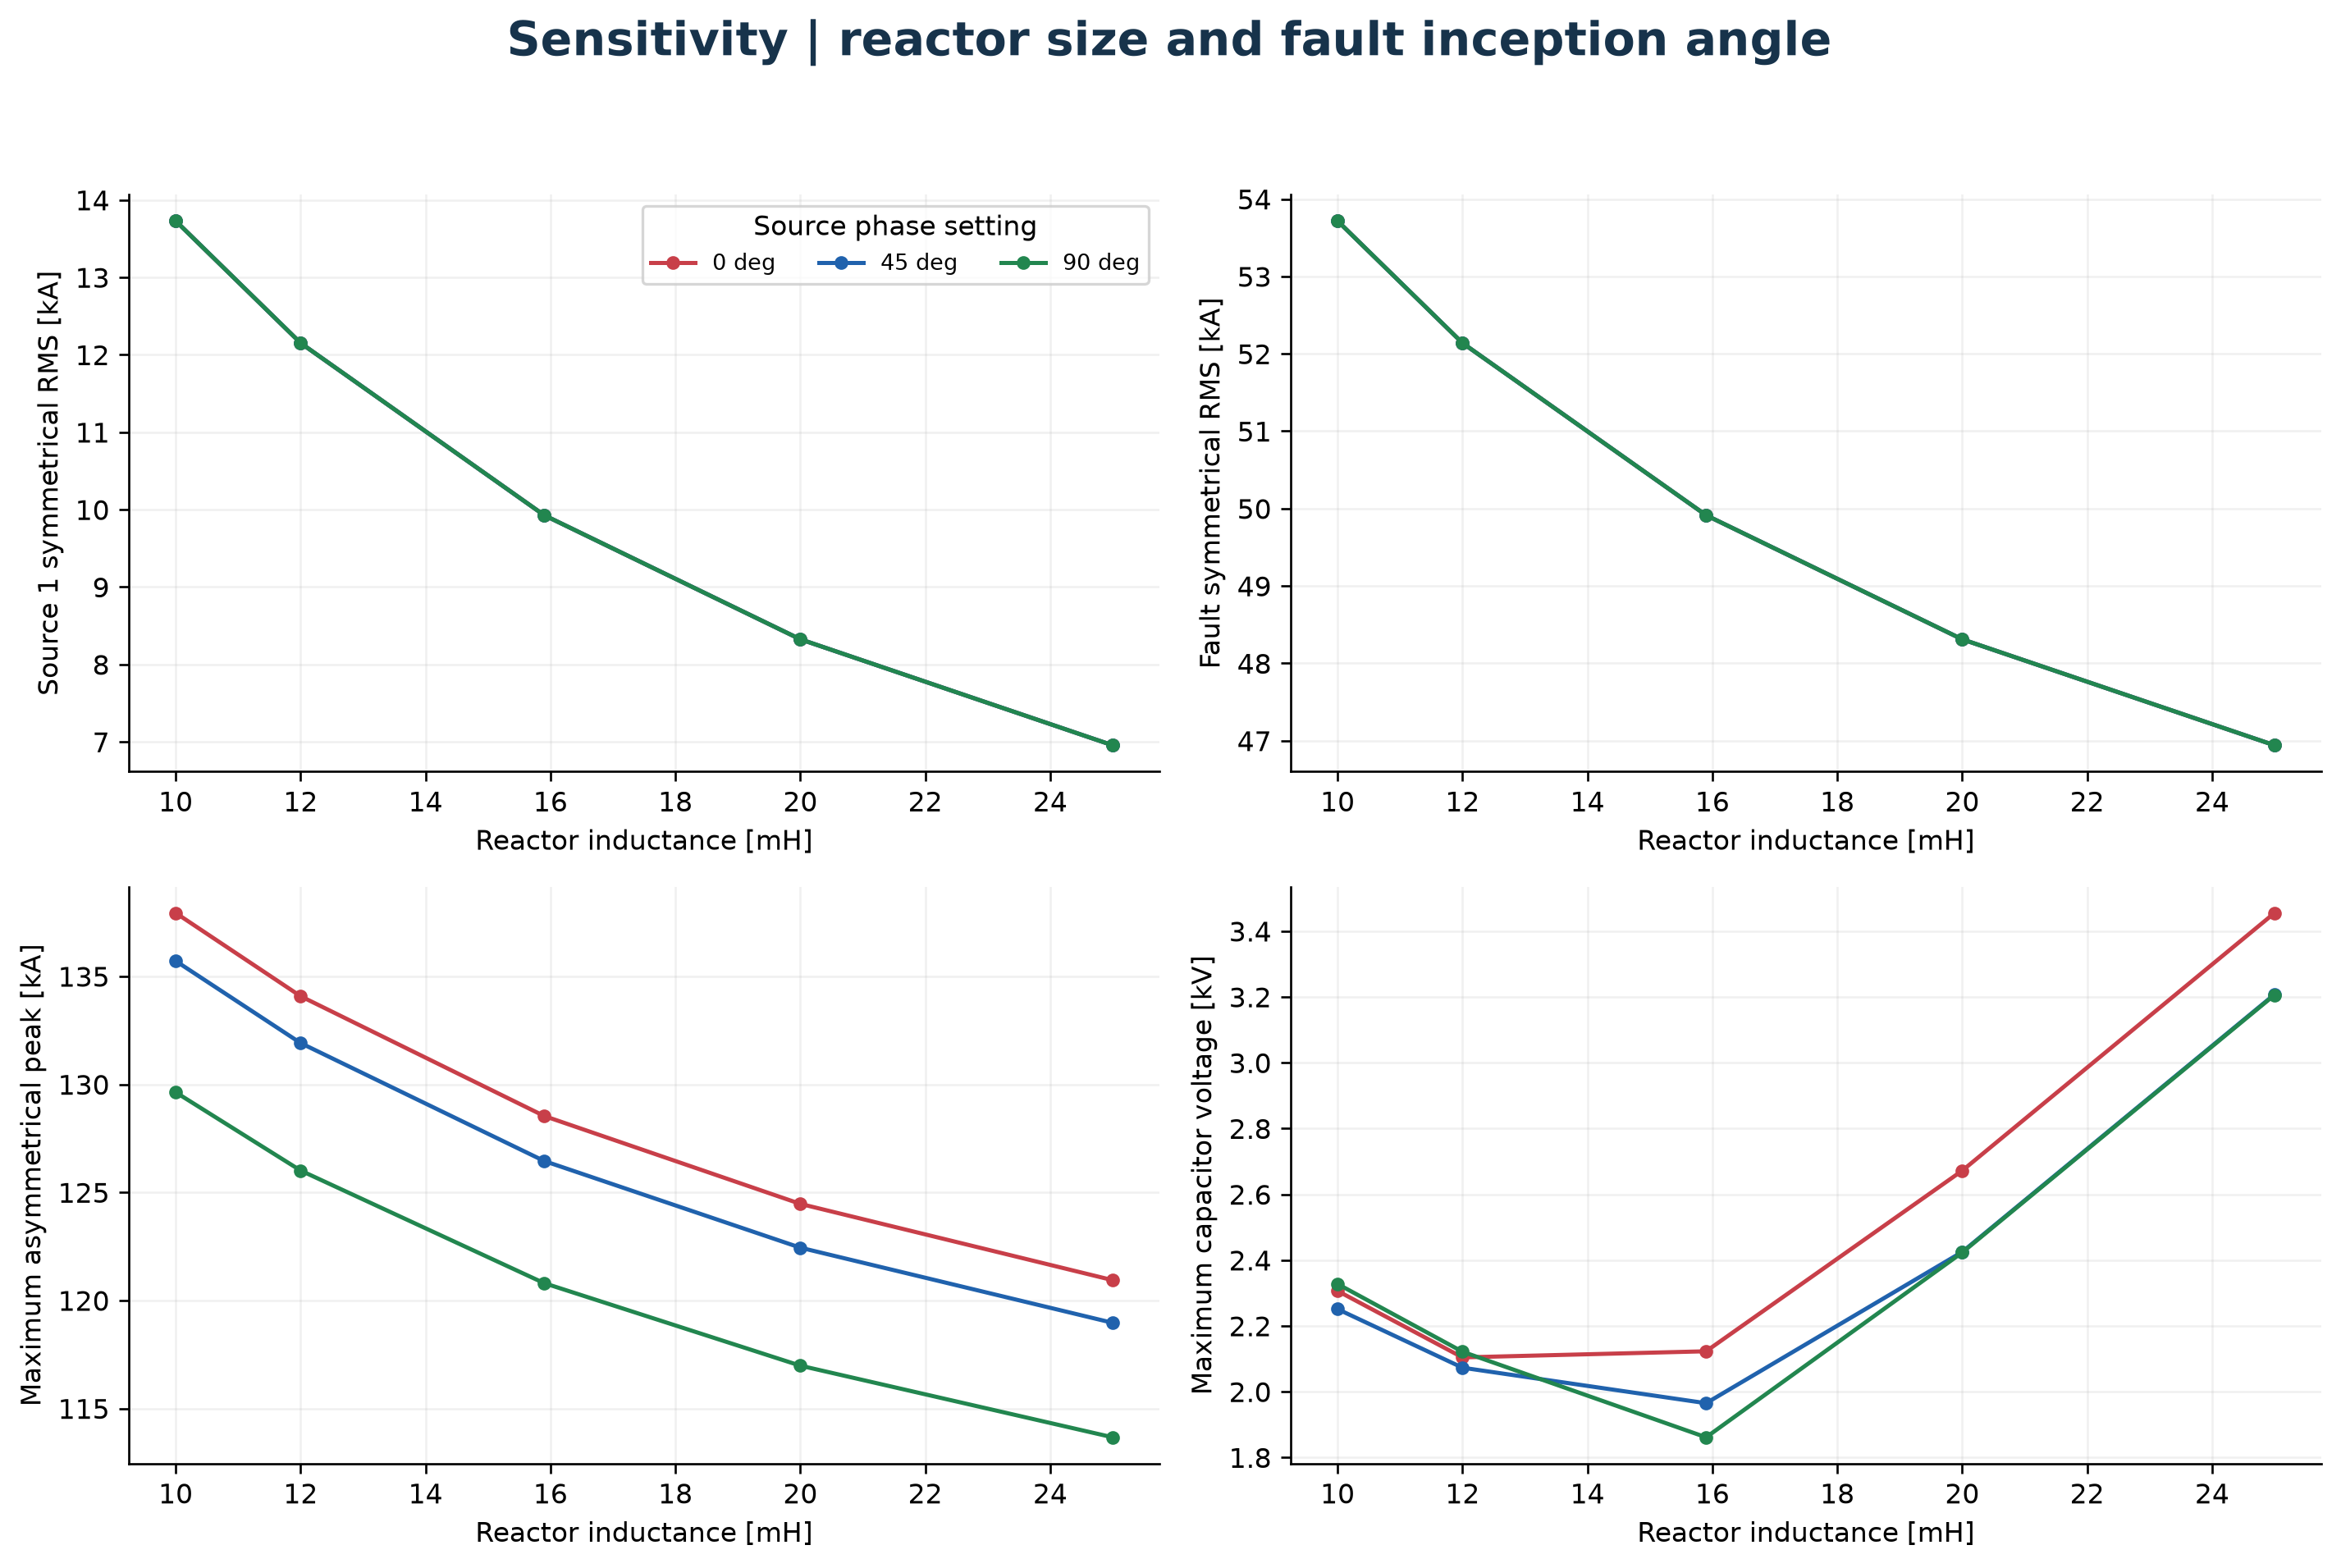 Sensitivity | reactor size and fault inception angle
Source 1 symmetrical RMS [kA]
14
13
12
11
10
9
8
7
Source phase setting
0 deg 45 deg 90 deg
10 12 14 16 18 20 22 24
Reactor inductance [mH]
Fault symmetrical RMS [kA]
54
53
52
51
50
49
48
47
10 12 14 16 18 20 22 24
Reactor inductance [mH]
Maximum asymmetrical peak [kA]
135
130
125
120
115
10 12 14 16 18 20 22 24
Reactor inductance [mH]
Maximum capacitor voltage [kV]
3.4
3.2
3.0
2.8
2.6
2.4
2.2
2.0
1.8
10 12 14 16 18 20 22 24
Reactor inductance [mH]